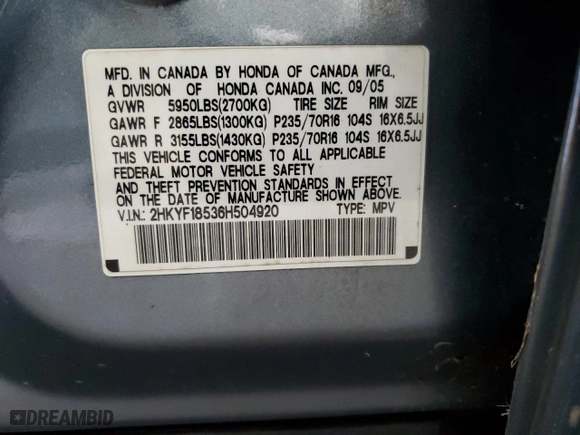 MFD. IN CANADA BY HONDA OF CANADA MFG.,
A DIVISION OF HONDA CANADA INC. 09/05
GVWR 5950LBS(2700KG) TIRE SIZE RIM SIZE
GAWR F 2865LBS(1300KG) P235/70R16 104S 16X6.5JJ
GAWR R 3155LBS(1430KG) P235/70R16 104S 16X6.5JJ
THIS VEHICLE CONFORMS TO ALL APPLICABLE
FEDERAL MOTOR VEHICLE SAFETY
AND THEFT PREVENTION STANDARDS IN EFFECT
ON THE DATE OF MANUFACTURE SHOWN ABOVE.
V.I.N.: 2HKYF18536H504920 TYPE: MPV
DREAMBID